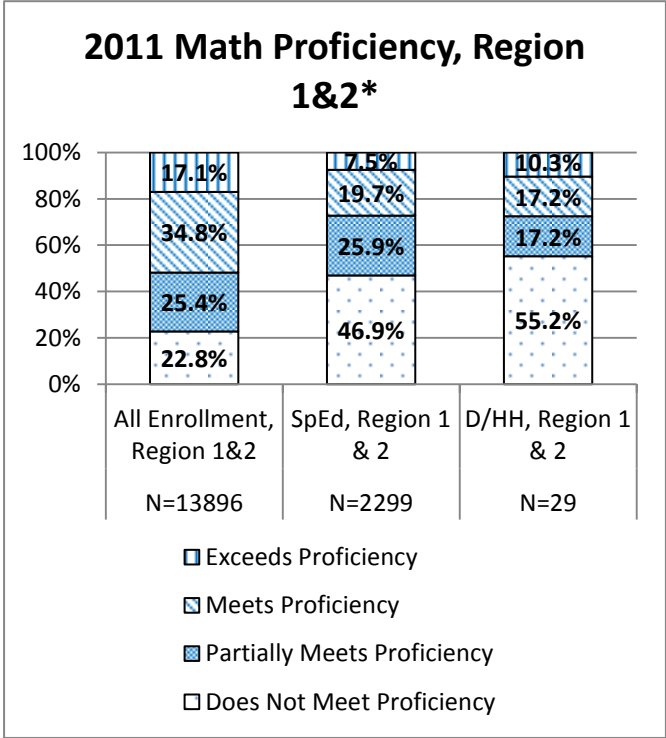 2011 Math Proficiency, Region
1&2*
100%
80%
60%
40%
20%
0%
17.1%
34.8%
25.4%
22.8%
7.5%
19.7%
25.9%
46.9%
10.3%
17.2%
17.2%
55.2%
All Enrollment,
Region 1&2
SpEd, Region 1
& 2
D/HH, Region 1
& 2
N=13896
N=2299
N=29
Exceeds Proficiency
Meets Proficiency
Partially Meets Proficiency
Does Not Meet Proficiency